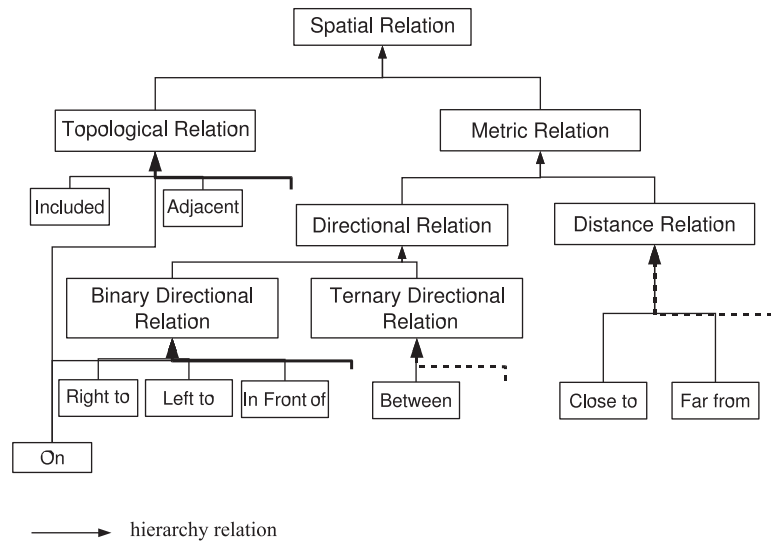 Spatial Relation
Topological Relation
Metric Relation
Included
Adjacent
Directional Relation
Distance Relation
Binary Directional
Relation
Ternary Directional
Relation
Right to
Left to
In Front of
Between
Close to
Far from
On
hierarchy relation